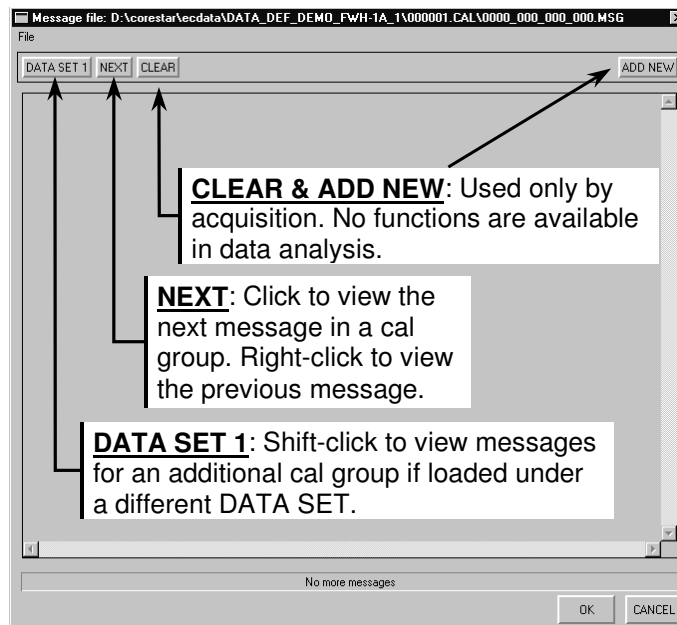 Message file: D:\corestar\ecdata\DATA_DEF_DEMO_FWH-1A_1\000001.CAL\0000_000_000_000.MSG
File
DATA SET 1 NEXT CLEAR ADD NEW
CLEAR & ADD NEW: Used only by
acquisition. No functions are available
in data analysis.
NEXT: Click to view the
next message in a cal
group. Right-click to view
the previous message.
DATA SET 1: Shift-click to view messages
for an additional cal group if loaded under
a different DATA SET.
No more messages
OK CANCEL